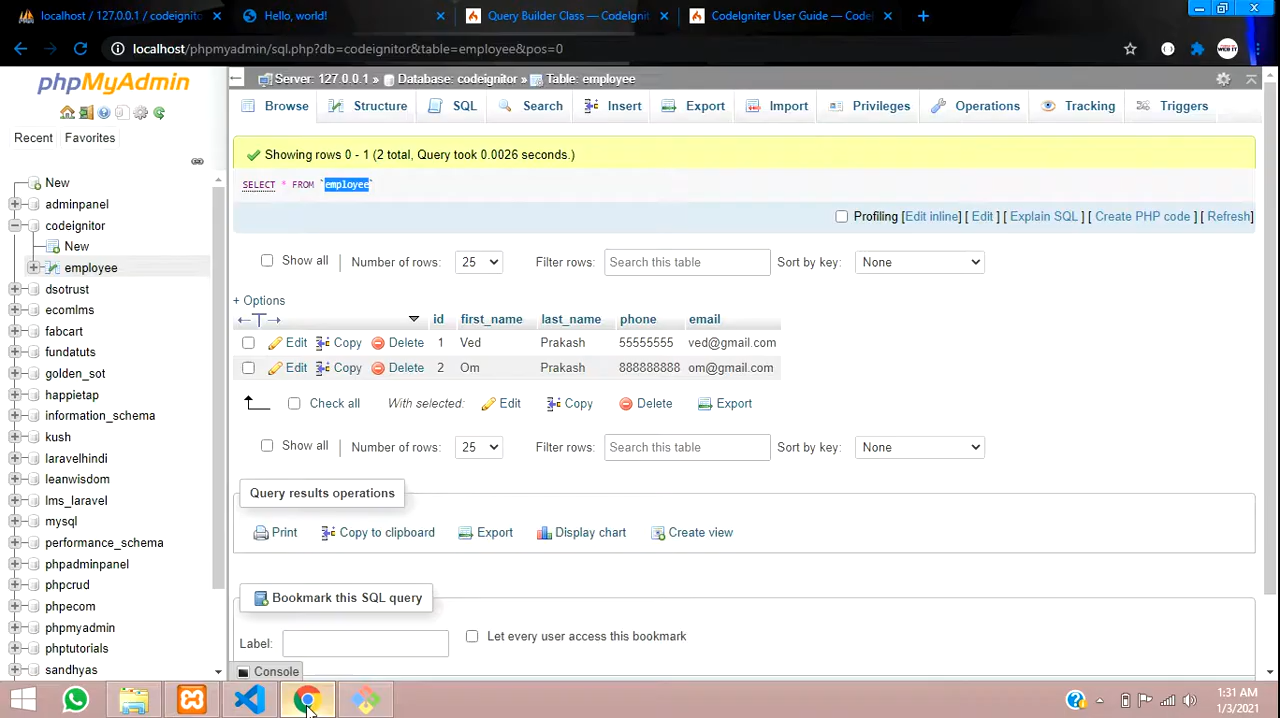 localhost / 127.0.0.1 / codeignito
Hello, world!
Query Builder Class — CodeIgnit
CodeIgniter User Guide — Code
localhost/phpmyadmin/sql.php?db=codeignitor&table=employee&pos=0
phpMyAdmin
Recent Favorites
New
adminpanel
codeignitor
New
employee
dsotrust
ecomlms
fabcart
fundatuts
golden_sot
happietap
information_schema
kush
laravelhindi
leanwisdom
lms_laravel
mysql
performance_schema
phpadminpanel
phpcrud
phpecom
phpmyadmin
phptutorials
sandhyas
Server: 127.0.0.1 » Database: codeignitor » Table: employee
Browse Structure SQL Search Insert Export Import Privileges Operations Tracking Triggers
Showing rows 0 - 1 (2 total, Query took 0.0026 seconds.)
SELECT * FROM `employee`
Profiling [Edit inline] [ Edit ] [ Explain SQL ] [ Create PHP code ] [ Refresh]
Show all Number of rows: 25 Filter rows: Search this table Sort by key: None
+ Options
id first_name last_name phone email
Edit Copy Delete 1 Ved Prakash 55555555 ved@gmail.com
Edit Copy Delete 2 Om Prakash 888888888 om@gmail.com
Check all With selected: Edit Copy Delete Export
Show all Number of rows: 25 Filter rows: Search this table Sort by key: None
Query results operations
Print Copy to clipboard Export Display chart Create view
Bookmark this SQL query
Label: Let every user access this bookmark
Console
1:31 AM
1/3/2021